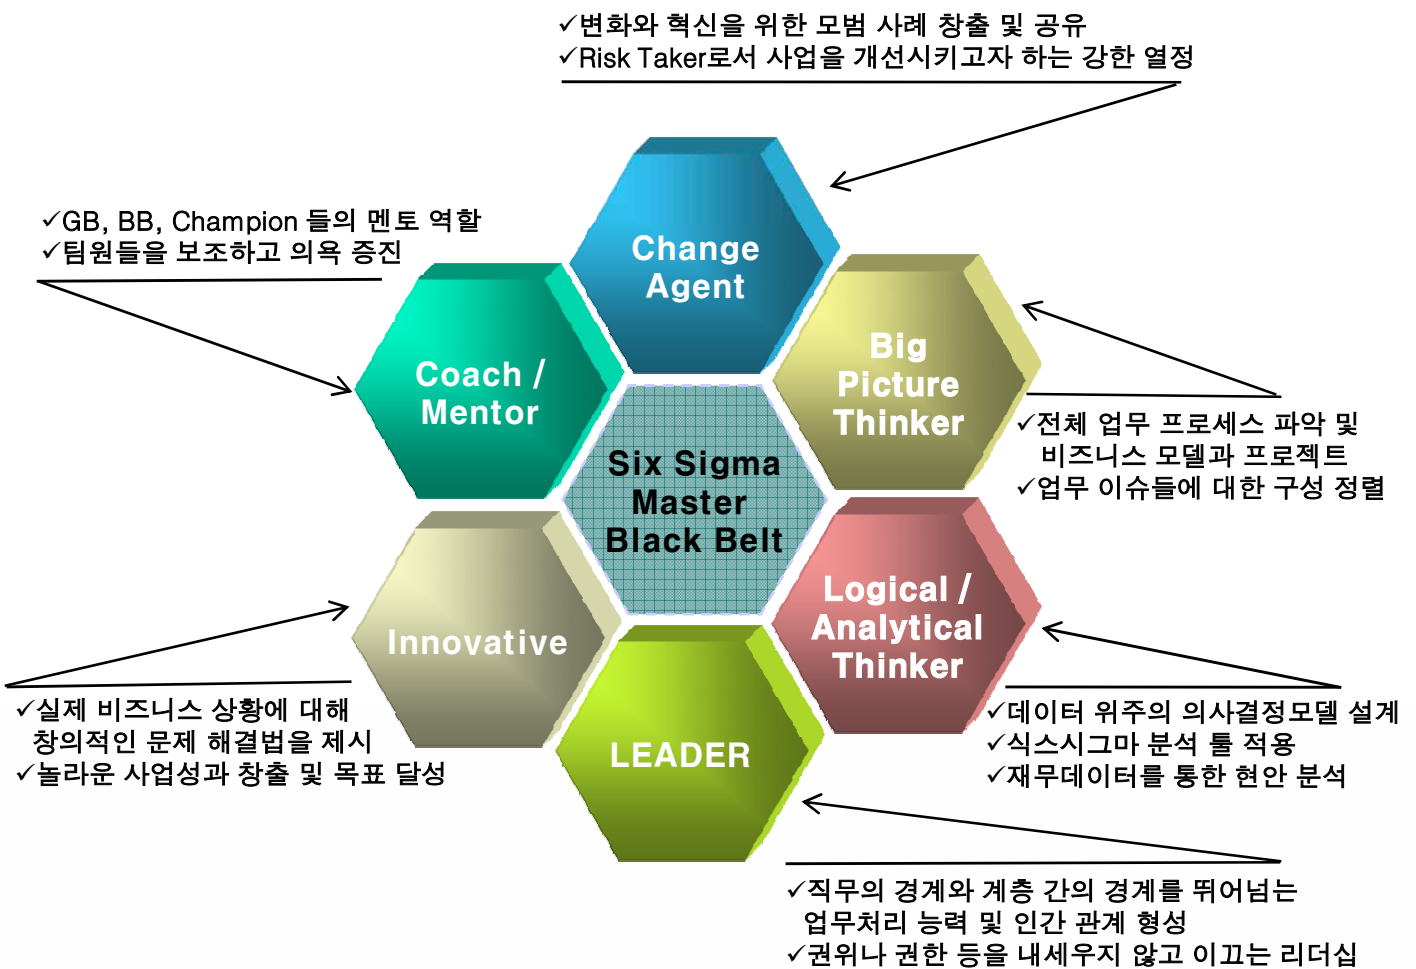 ✓변화와 혁신을 위한 모범 사례 창출 및 공유
✓Risk Taker로서 사업을 개선시키고자 하는 강한 열정
Change
Agent
✓GB, BB, Champion 들의 멘토 역할
✓팀원들을 보조하고 의욕 증진
Coach /
Mentor
Big
Picture
Thinker
✓전체 업무 프로세스 파악 및
비즈니스 모델과 프로젝트
✓업무 이슈들에 대한 구성 정렬
Six Sigma
Master
Black Belt
Innovative
✓실제 비즈니스 상황에 대해
창의적인 문제 해결법을 제시
✓놀라운 사업성과 창출 및 목표 달성
Logical /
Analytical
Thinker
✓데이터 위주의 의사결정모델 설계
✓식스시그마 분석 툴 적용
✓재무데이터를 통한 현안 분석
LEADER
✓직무의 경계와 계층 간의 경계를 뛰어넘는
업무처리 능력 및 인간 관계 형성
✓권위나 권한 등을 내세우지 않고 이끄는 리더십